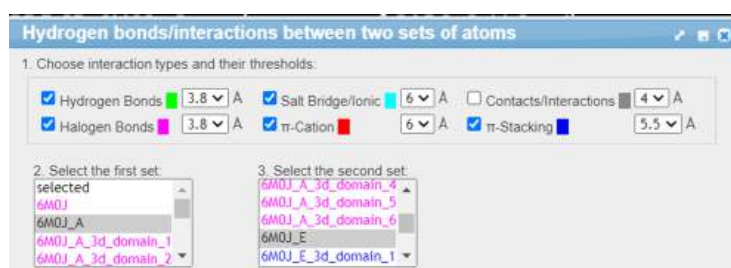 Hydrogen bonds/interactions between two sets of atoms
1. Choose interaction types and their thresholds:
Hydrogen Bonds 3.8 Å Salt Bridge/Ionic 6 Å Contacts/Interactions 4 Å
Halogen Bonds 3.8 Å π-Cation 6 Å π-Stacking 5.5 Å
2. Select the first set:
selected
6M0J
6M0J_A
6M0J_A_3d_domain_1
6M0J_A_3d_domain_2
3. Select the second set:
6M0J_A_3d_domain_4
6M0J_A_3d_domain_5
6M0J_A_3d_domain_6
6M0J_E
6M0J_E_3d_domain_1